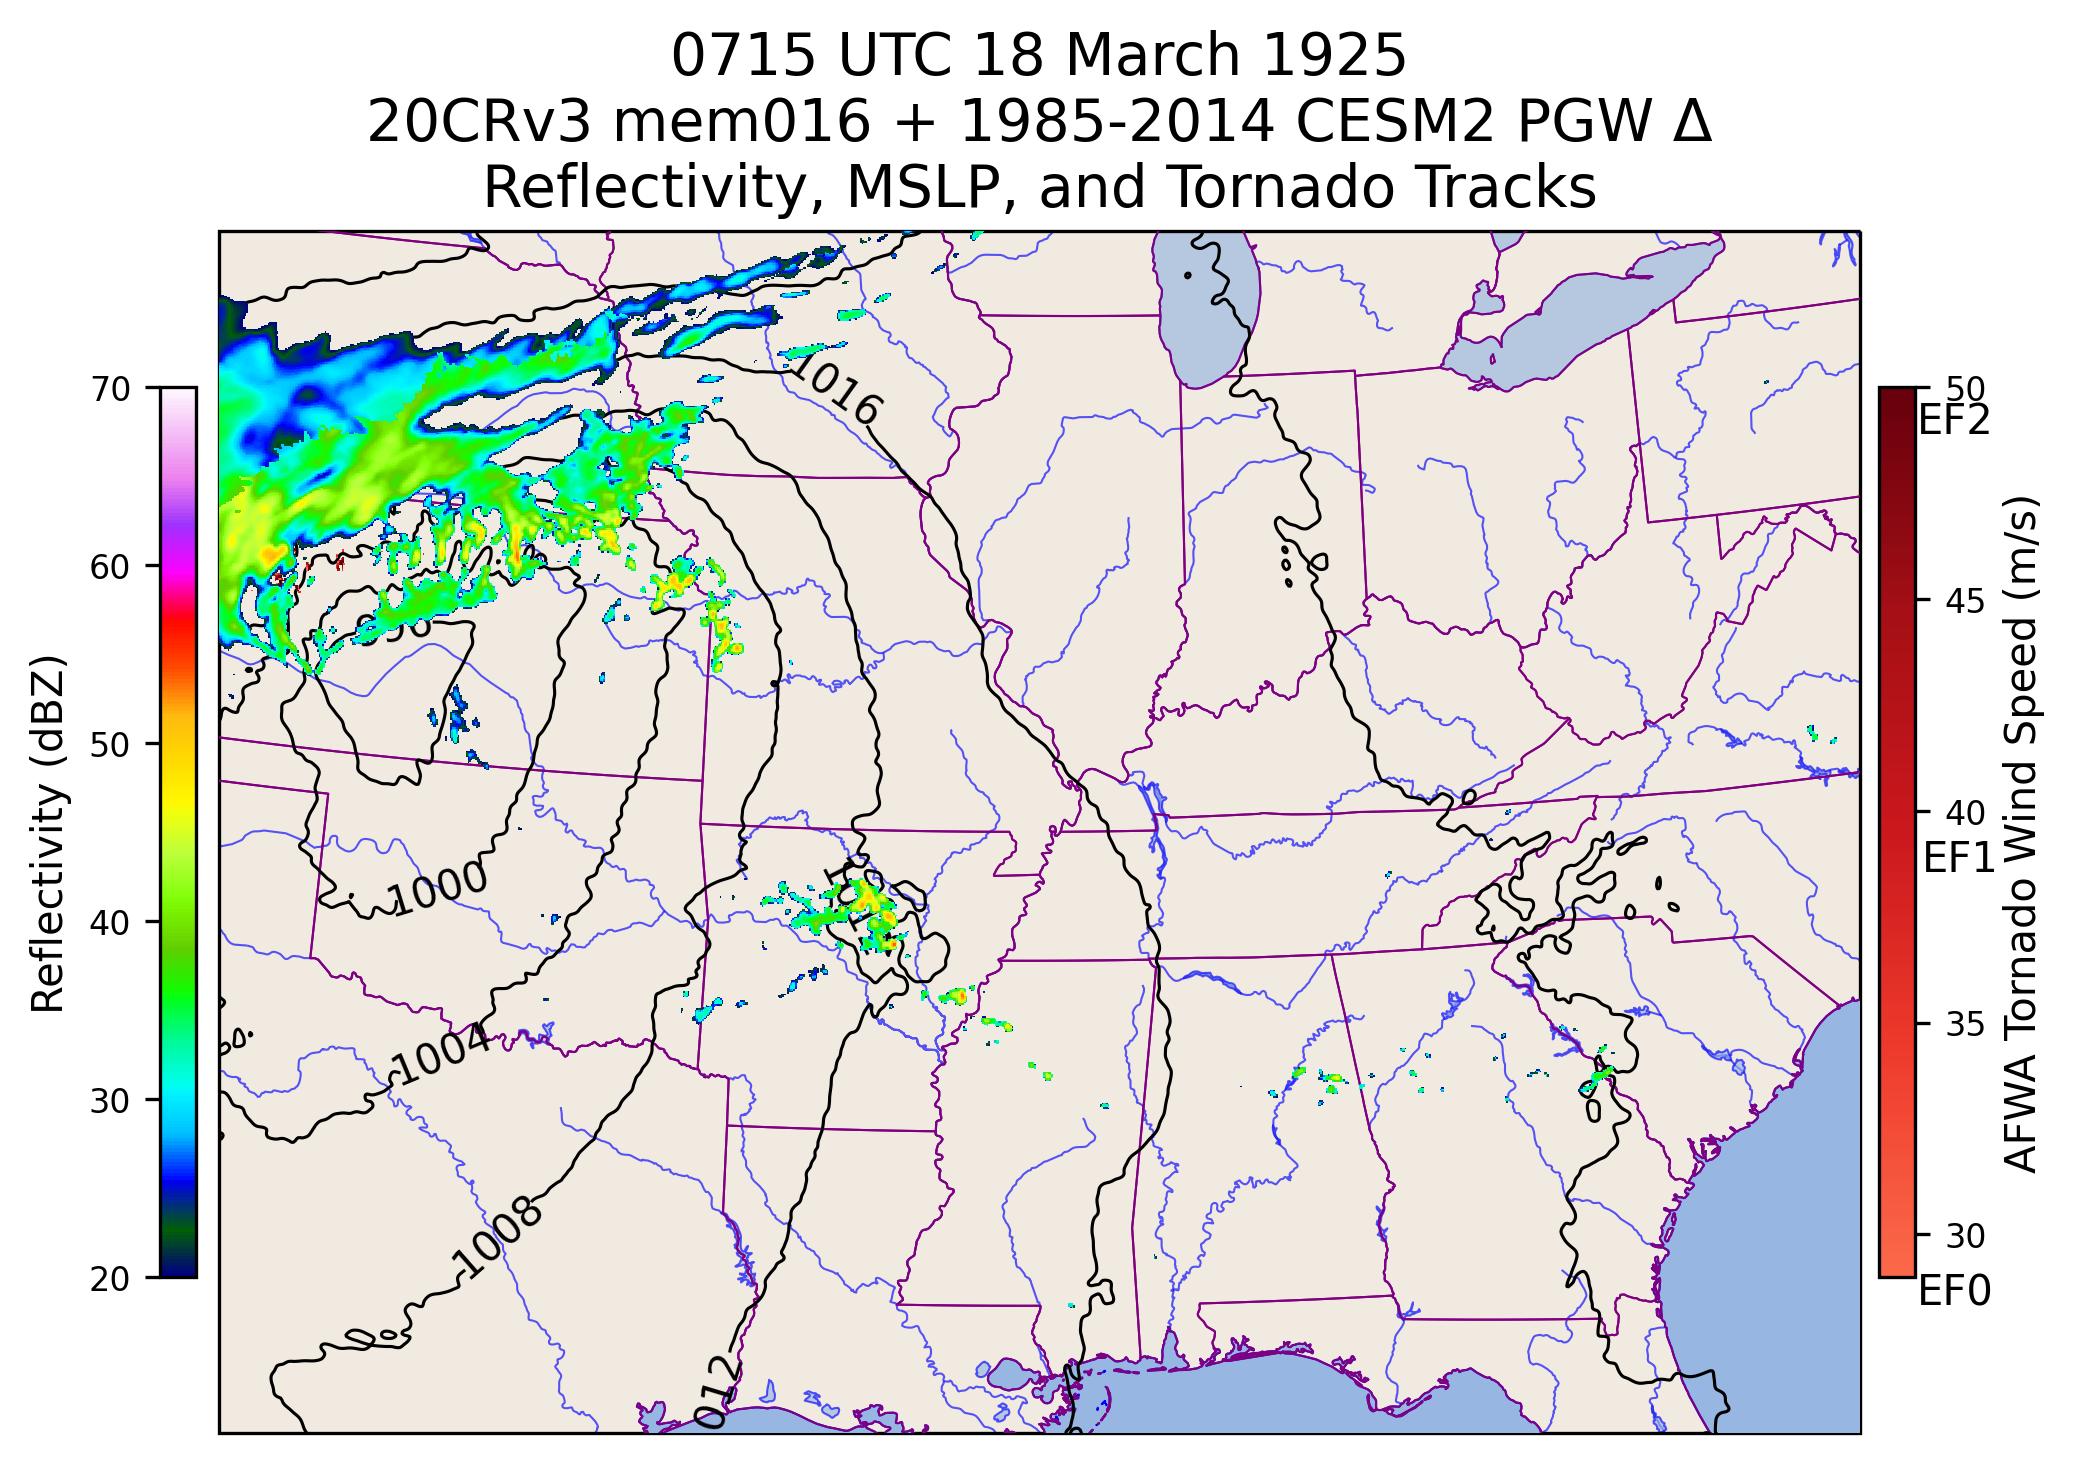 0715 UTC 18 March 1925
20CRv3 mem016 + 1985-2014 CESM2 PGW Δ
Reflectivity, MSLP, and Tornado Tracks
70
60
50
40
30
20
Reflectivity (dBZ)
1016
1000
1004
1008
012
50
EF2
45
40
EF1
35
30
EF0
AFWA Tornado Wind Speed (m/s)